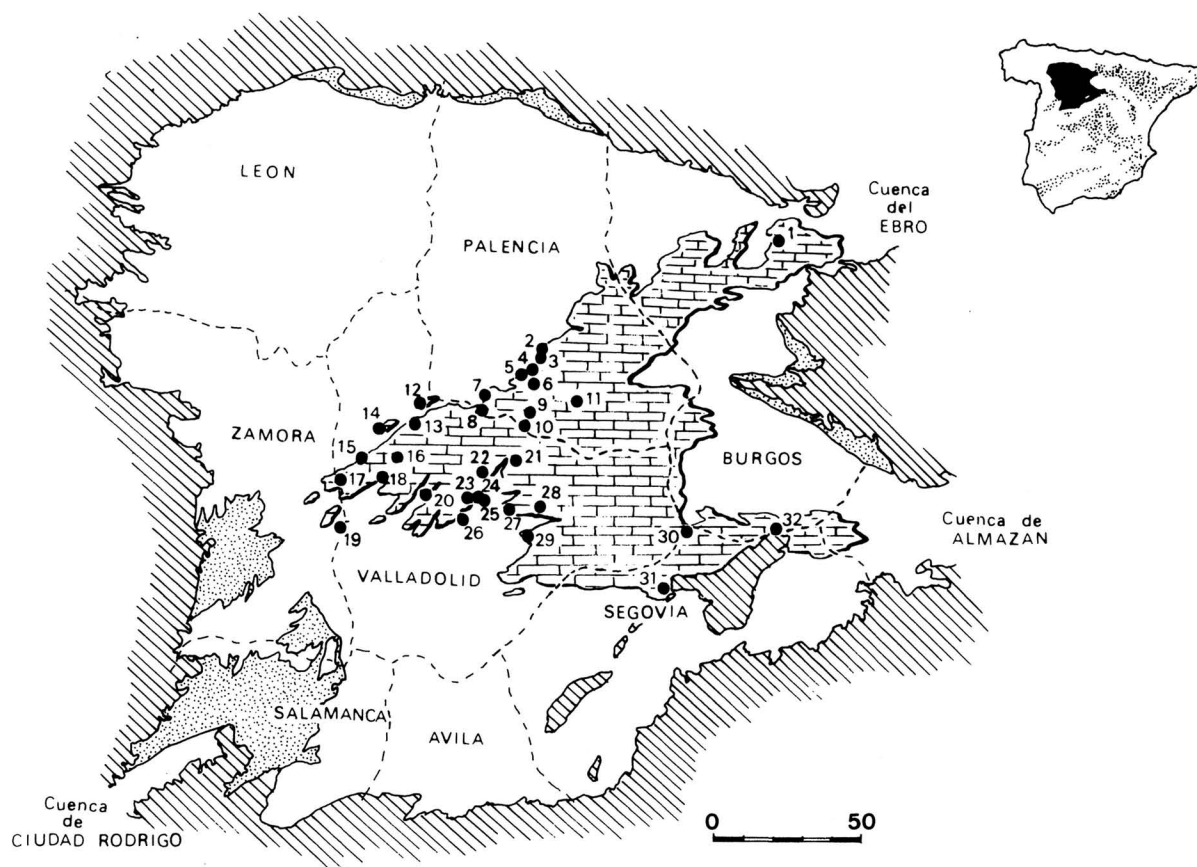 LEON
PALENCIA
Cuenca
del
EBRO
1
2
3
4
5
6
7
8
9
10
11
12
13
14
ZAMORA
15
16
17
18
19
20
21
22
23
24
25
26
27
28
29
BURGOS
30
31
32
Cuenca de
ALMAZAN
VALLADOLID
SEGOVIA
SALAMANCA
AVILA
Cuenca
de
CIUDAD RODRIGO
0 50